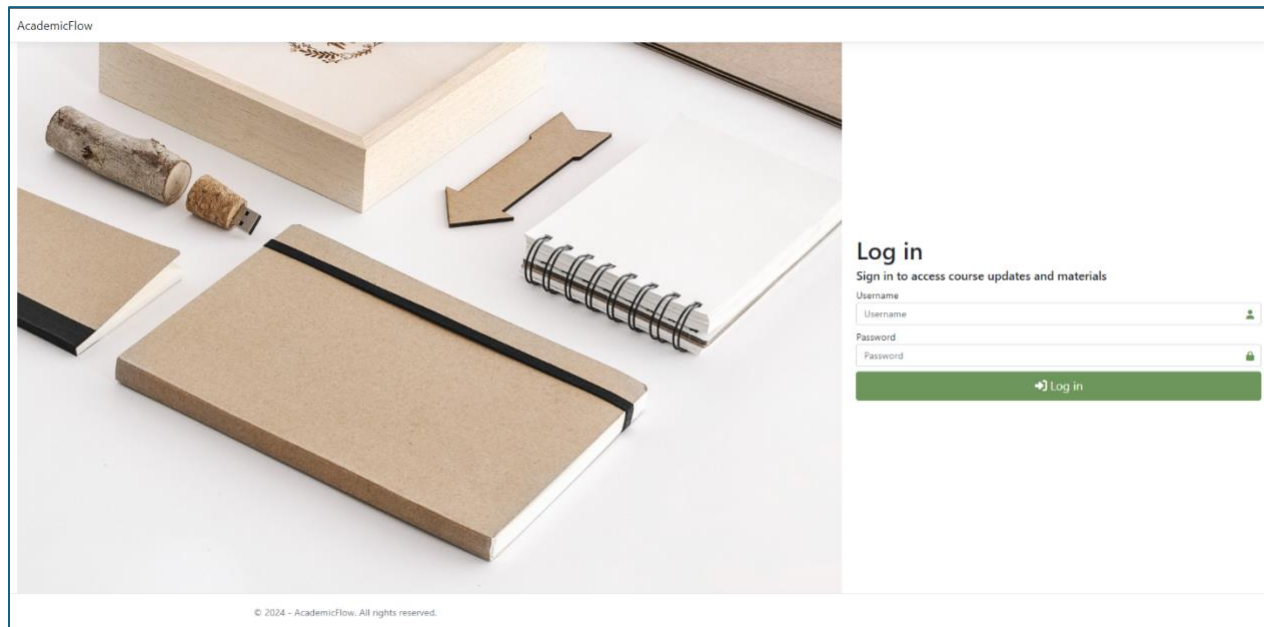 AcademicFlow
Log in
Sign in to access course updates and materials
Username
Username
Password
Password
Log in
© 2024 - AcademicFlow. All rights reserved.